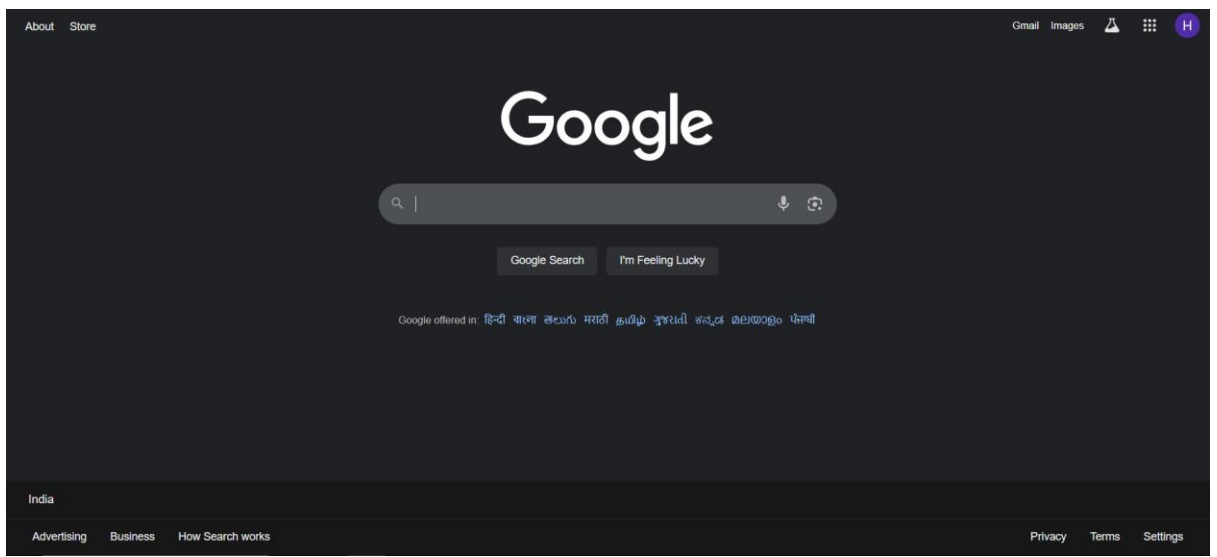 About Store Gmail Images H
Google
Google Search I'm Feeling Lucky
Google offered in: हिन्दी বাংলা తెలుగు मराठी தமிழ் ગુજરાતી ಕನ್ನಡ മലയാളം ਪੰਜਾਬੀ
India
Advertising Business How Search works Privacy Terms Settings